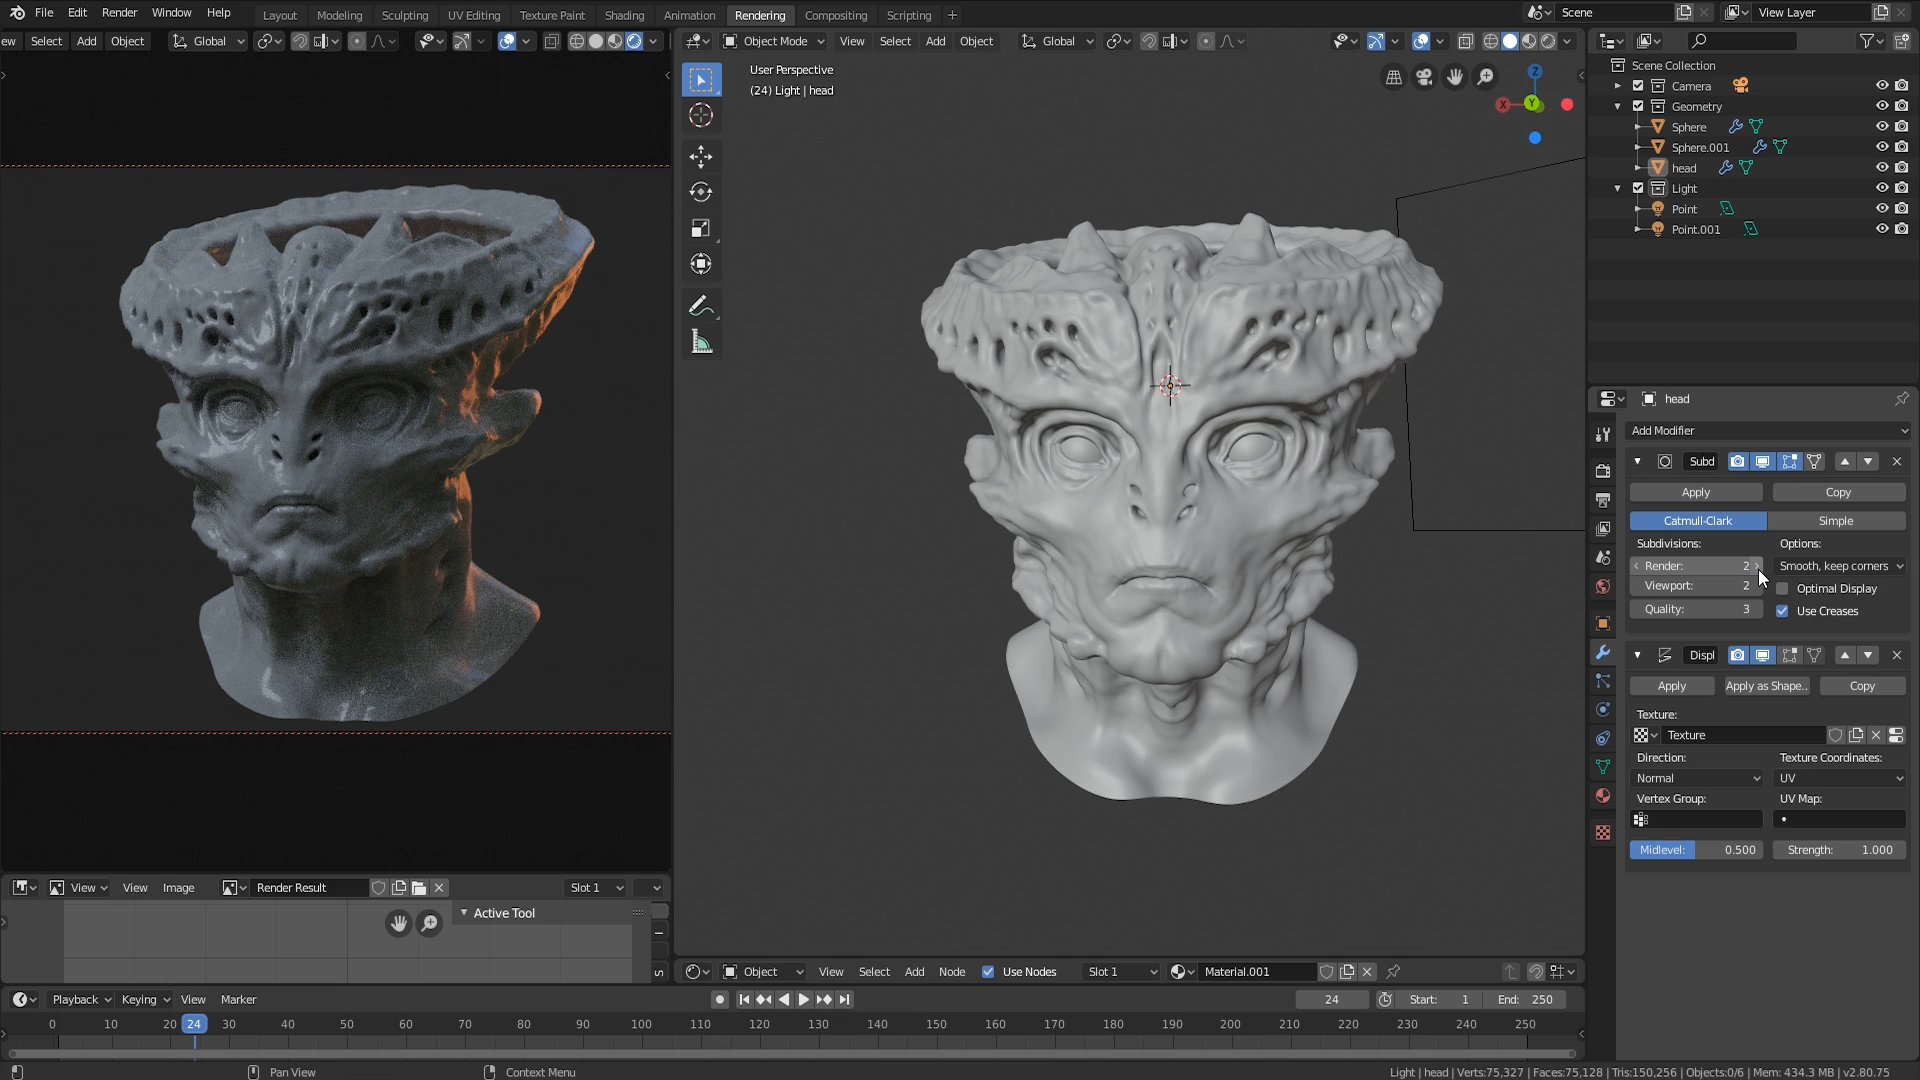 File Edit Render Window Help Layout Modeling Sculpting UV Editing Texture Paint Shading Animation Rendering Compositing Scripting + Scene View Layer
ew Select Add Object Global
Object Mode View Select Add Object Global
User Perspective
(24) Light | head
Z
X Y
Scene Collection
Camera
Geometry
Sphere
Sphere.001
head
Light
Point
Point.001
head
Add Modifier
Subd
Apply Copy
Catmull-Clark Simple
Subdivisions: Options:
Render: 2 Smooth, keep corners
Viewport: 2 Optimal Display
Quality: 3 Use Creases
Displ
Apply Apply as Shape.. Copy
Texture:
Texture
Direction: Texture Coordinates:
Normal UV
Vertex Group: UV Map:
Midlevel: 0.500 Strength: 1.000
View View Image Render Result Slot 1
Active Tool
S
Object View Select Add Node Use Nodes Slot 1 Material.001
Playback Keying View Marker 24 Start: 1 End: 250
0 10 20 24 30 40 50 60 70 80 90 100 110 120 130 140 150 160 170 180 190 200 210 220 230 240 250
Pan View Context Menu Light | head | Verts:75,327 | Faces:75,128 | Tris:150,256 | Objects:0/6 | Mem: 434.3 MB | v2.80.75